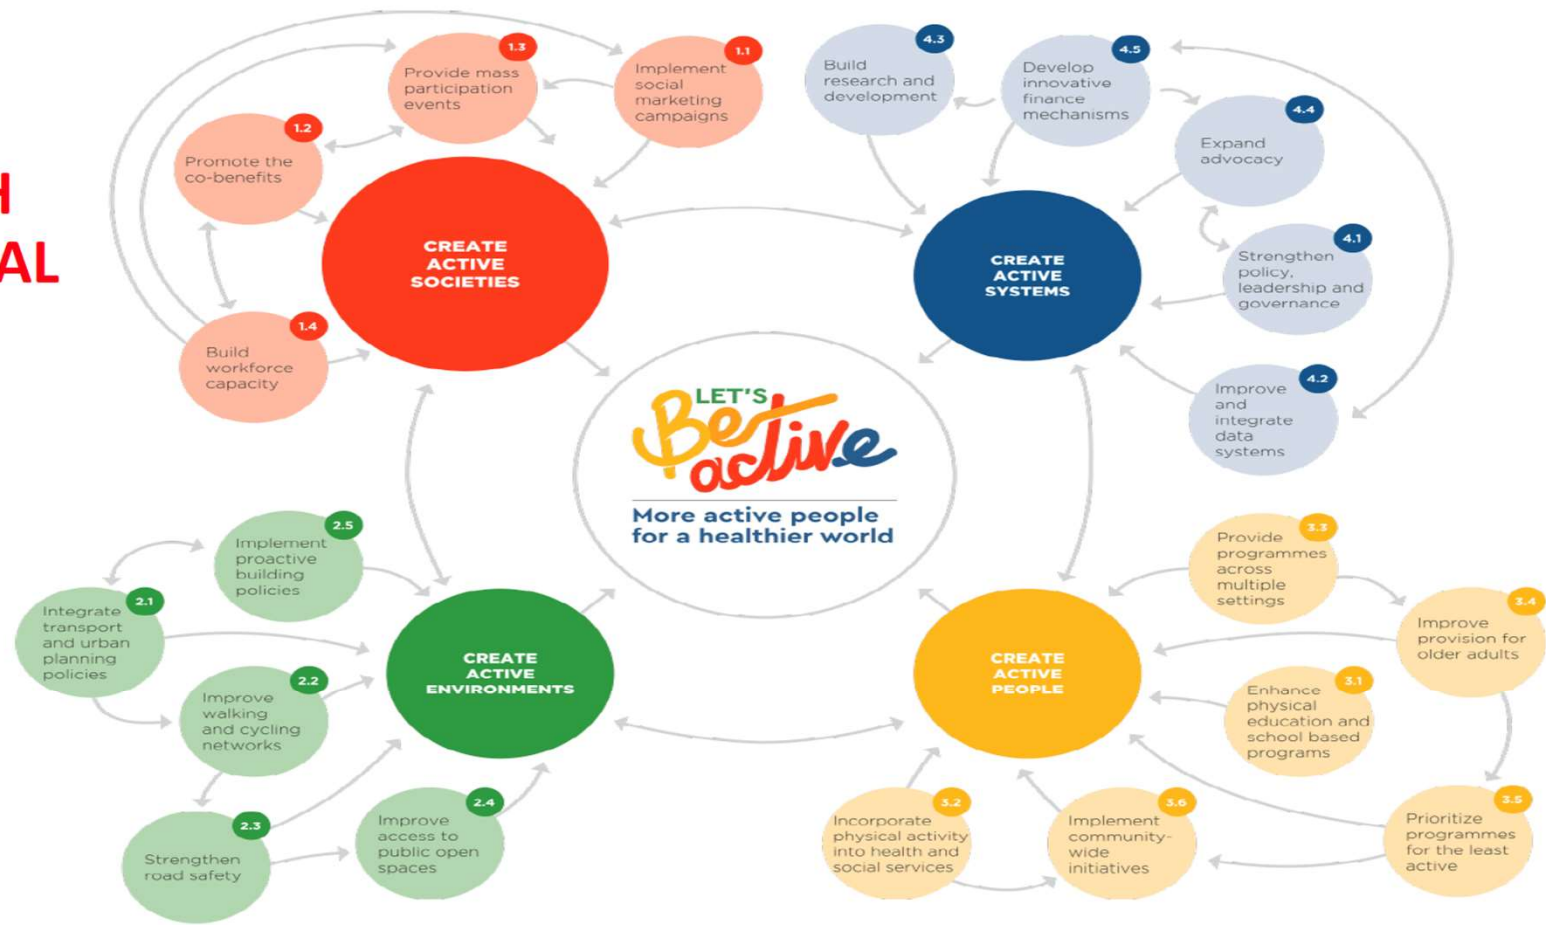 H
AL
1.3
Provide mass
participation
events
1.1
Implement
social
marketing
campaigns
1.2
Promote the
co-benefits
1.4
Build
workforce
capacity
CREATE
ACTIVE
SOCIETIES
4.3
Build
research and
development
4.5
Develop
innovative
finance
mechanisms
4.4
Expand
advocacy
4.1
Strengthen
policy,
leadership and
governance
4.2
Improve
and
integrate
data
systems
CREATE
ACTIVE
SYSTEMS
LET'S
Be
active
More active people
for a healthier world
2.5
Implement
proactive
building
policies
2.1
Integrate
transport
and urban
planning
policies
2.2
Improve
walking
and cycling
networks
2.3
Strengthen
road safety
2.4
Improve
access to
public open
spaces
CREATE
ACTIVE
ENVIRONMENTS
CREATE
ACTIVE
PEOPLE
3.3
Provide
programmes
across
multiple
settings
3.4
Improve
provision for
older adults
3.1
Enhance
physical
education and
school based
programs
3.2
Incorporate
physical activity
into health and
social services
3.6
Implement
community-
wide
initiatives
3.5
Prioritize
programmes
for the least
active